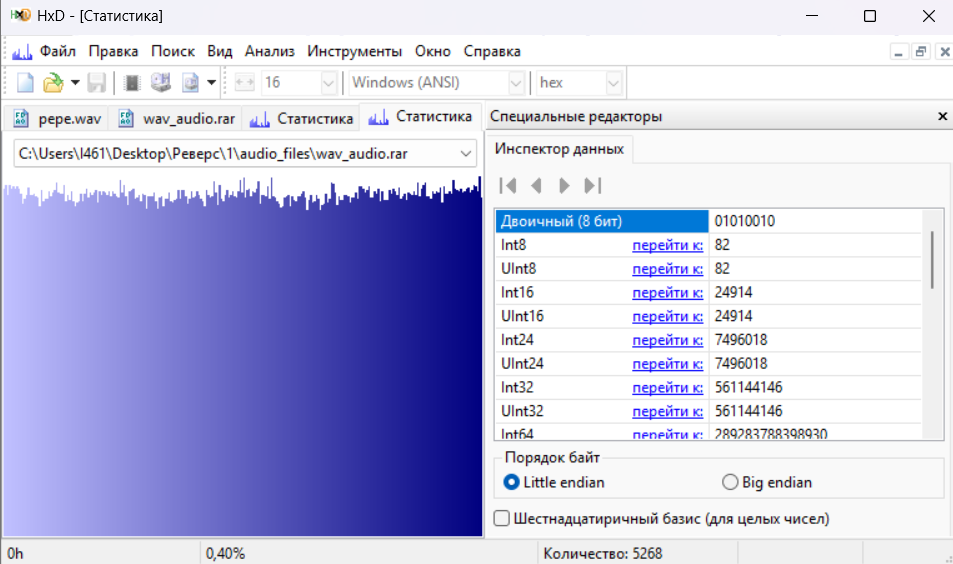 HxD - [Статистика]
Файл Правка Поиск Вид Анализ Инструменты Окно Справка
16 Windows (ANSI) hex
pepe.wav wav_audio.rar Статистика Статистика
Специальные редакторы
C:\Users\I461\Desktop\Реверс\1\audio_files\wav_audio.rar
Инспектор данных
Двоичный (8 бит) 01010010
Int8 перейти к: 82
UInt8 перейти к: 82
Int16 перейти к: 24914
UInt16 перейти к: 24914
Int24 перейти к: 7496018
UInt24 перейти к: 7496018
Int32 перейти к: 561144146
UInt32 перейти к: 561144146
Int64 перейти к: 289283788398930
Порядок байт
Little endian Big endian
Шестнадцатиричный базис (для целых чисел)
0h 0,40% Количество: 5268